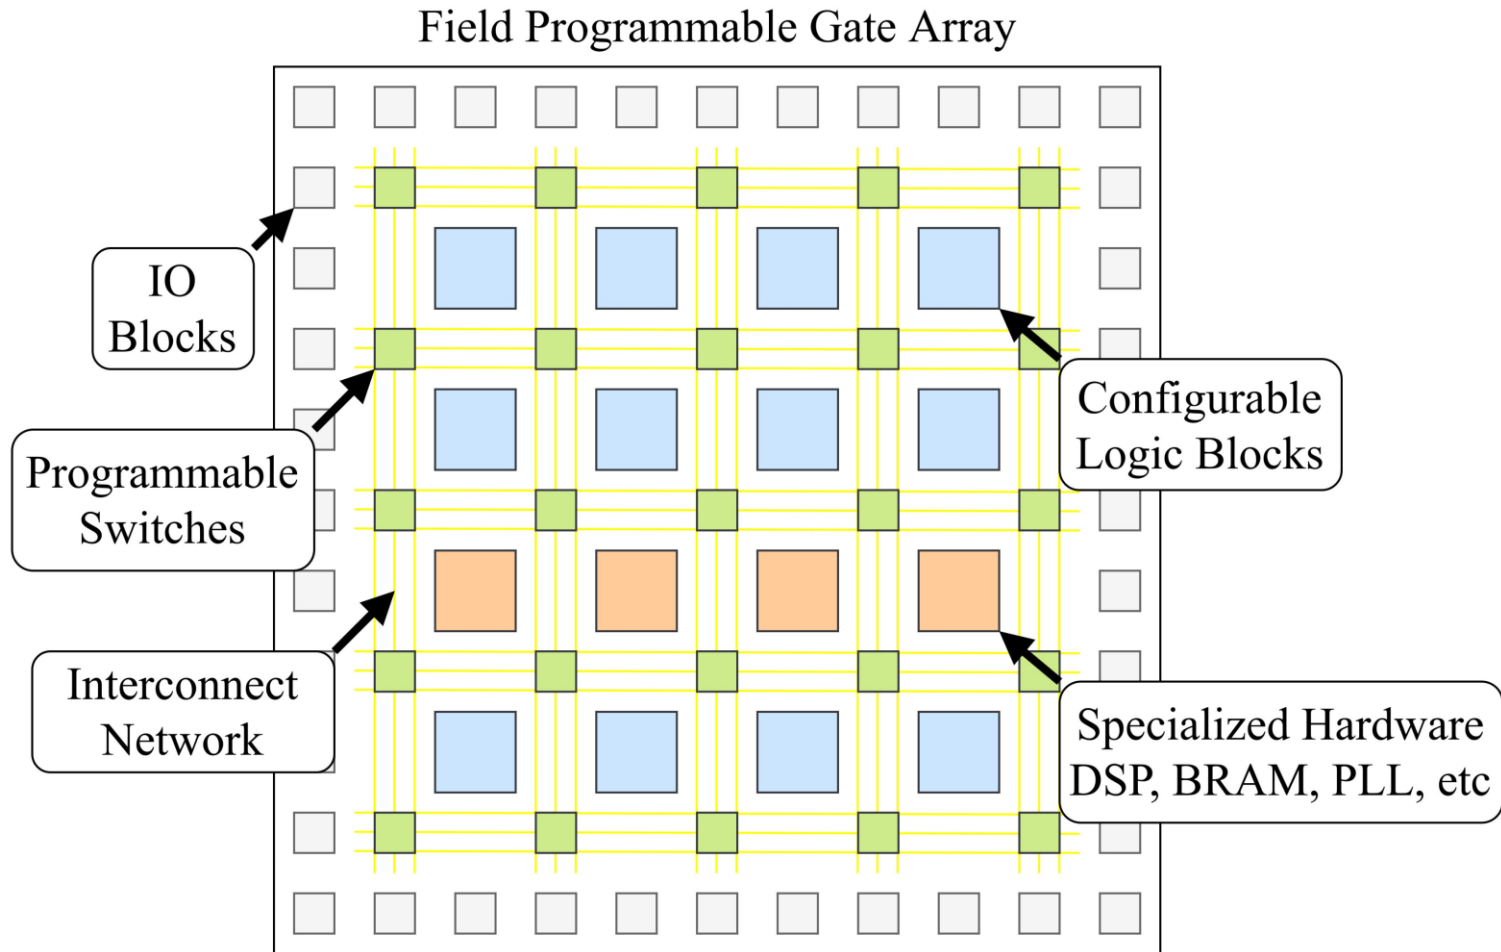 Field Programmable Gate Array
IO
Blocks
Programmable
Switches
Interconnect
Network
Configurable
Logic Blocks
Specialized Hardware
DSP, BRAM, PLL, etc